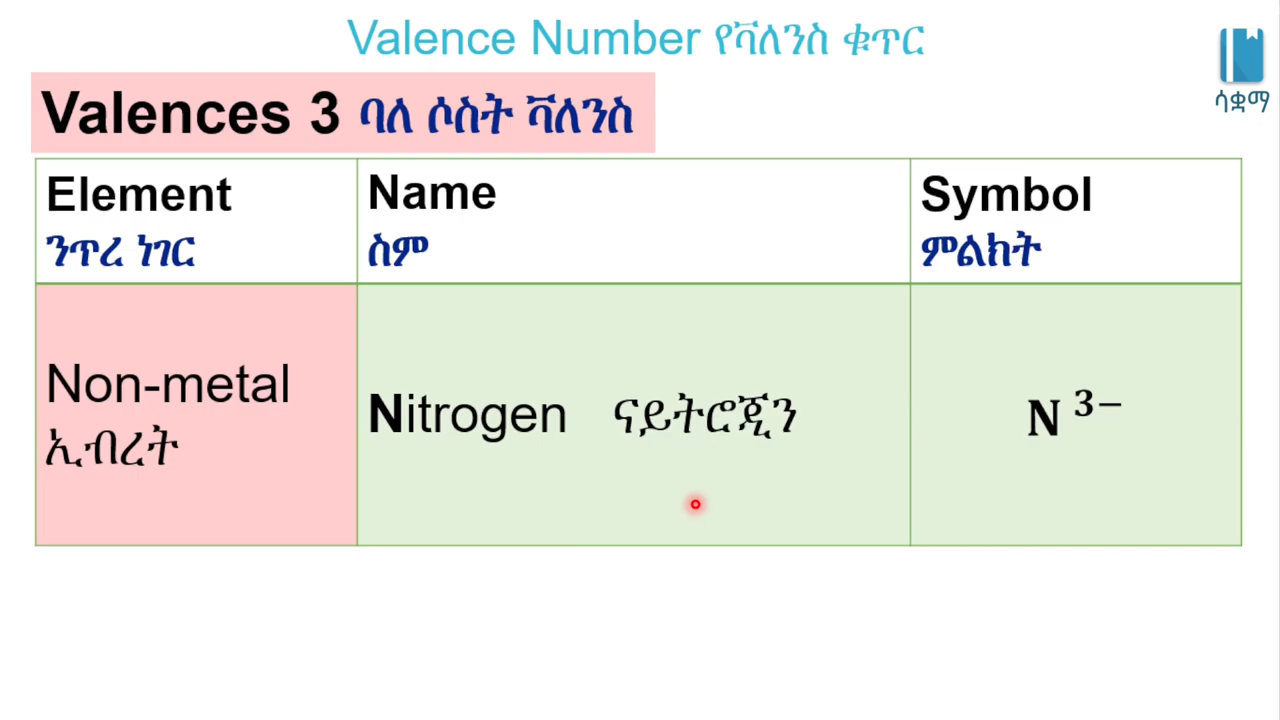 Valence Number የቫለንስ ቁጥር
ሳቋማ
Valences 3 ባለ ሶስት ቫለንስ
Element
ንጥረ ነገር
Name
ስም
Symbol
ምልክት
Non-metal
ኢብረት
Nitrogen ናይትሮጂን
N 3−